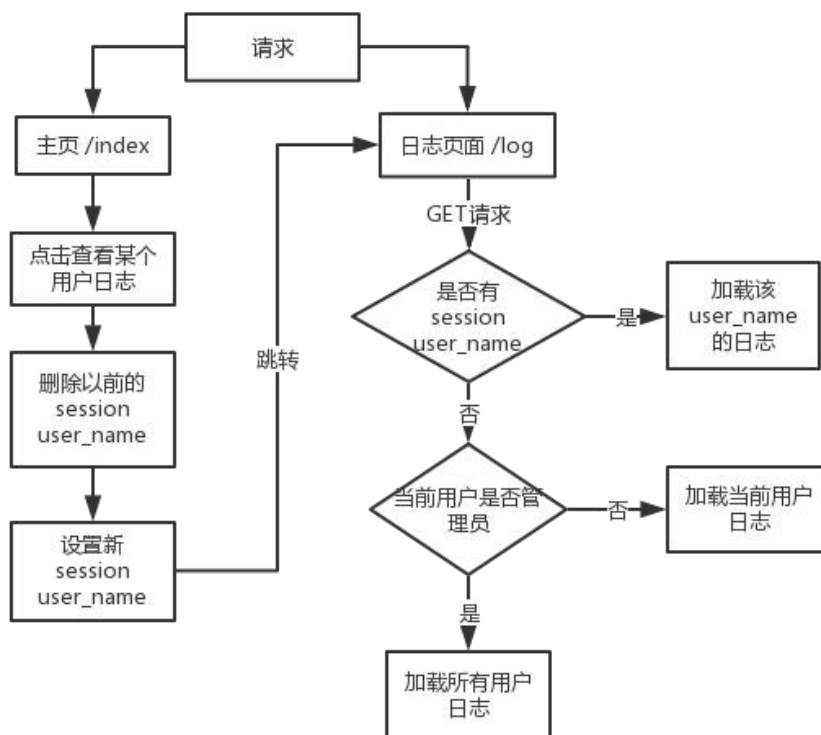 请求
主页 /index
日志页面 /log
GET请求
点击查看某个
用户日志
是否有
session
user_name
是
加载该
user_name
的日志
删除以前的
session
user_name
跳转
否
当前用户是否管
理员
否
加载当前用户
日志
设置新
session
user_name
是
加载所有用户
日志